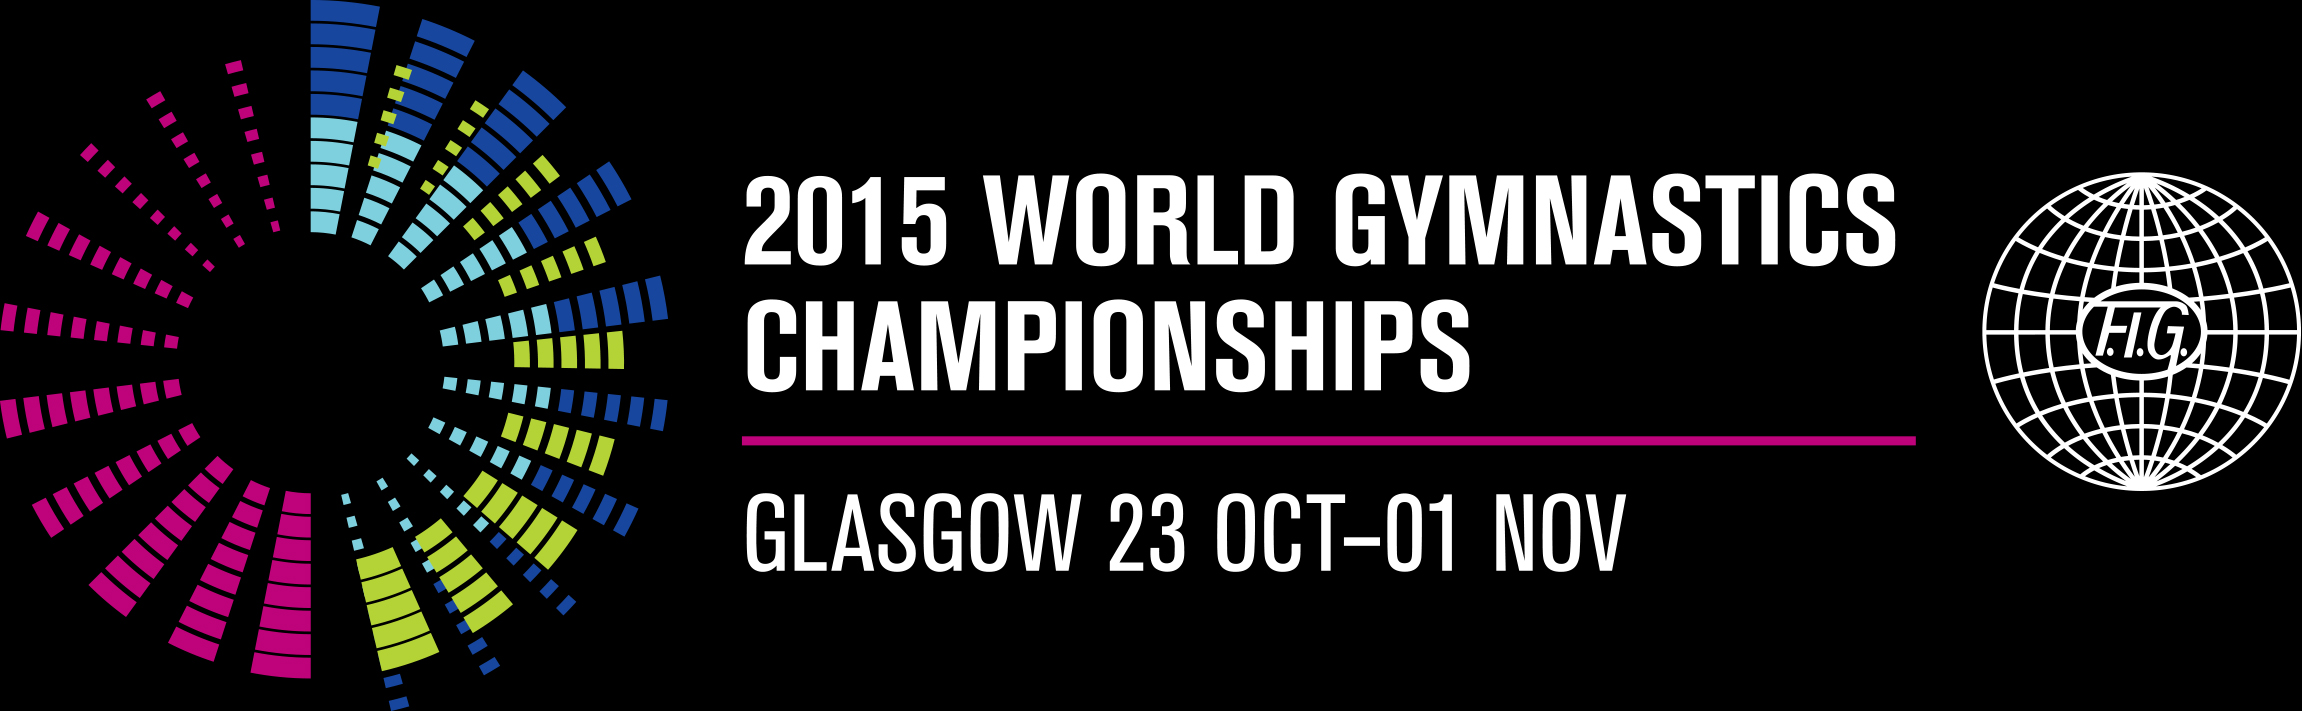 2015 WORLD GYMNASTICS
CHAMPIONSHIPS
GLASGOW 23 OCT–01 NOV
F.I.G.